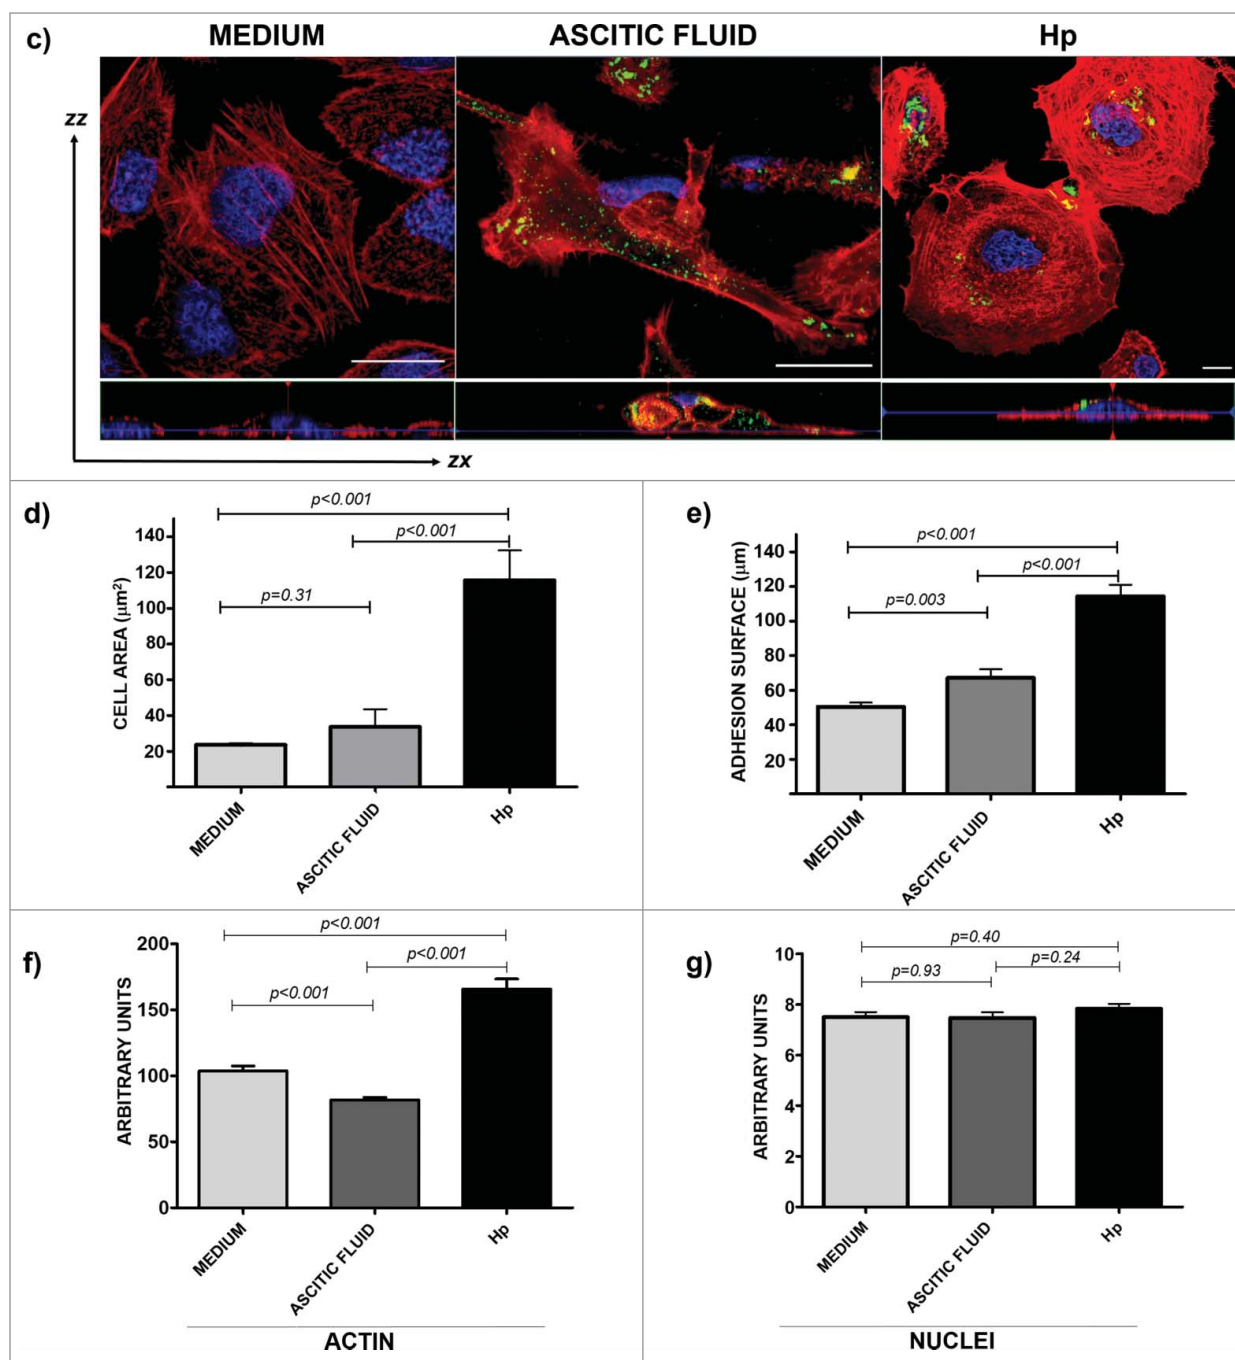 c)
MEDIUM
ASCITIC FLUID
Hp
zz
zx
d)
p<0.001
p<0.001
p=0.31
CELL AREA (µm²)
140
120
100
80
60
40
20
MEDIUM
ASCITIC FLUID
Hp
e)
p<0.001
p<0.001
p=0.003
ADHESION SURFACE (µm)
140
120
100
80
60
40
20
MEDIUM
ASCITIC FLUID
Hp
f)
p<0.001
p<0.001
p<0.001
ARBITRARY UNITS
200
150
100
50
0
MEDIUM
ASCITIC FLUID
Hp
ACTIN
g)
p=0.40
p=0.24
p=0.93
ARBITRARY UNITS
10
8
6
4
2
0
MEDIUM
ASCITIC FLUID
Hp
NUCLEI